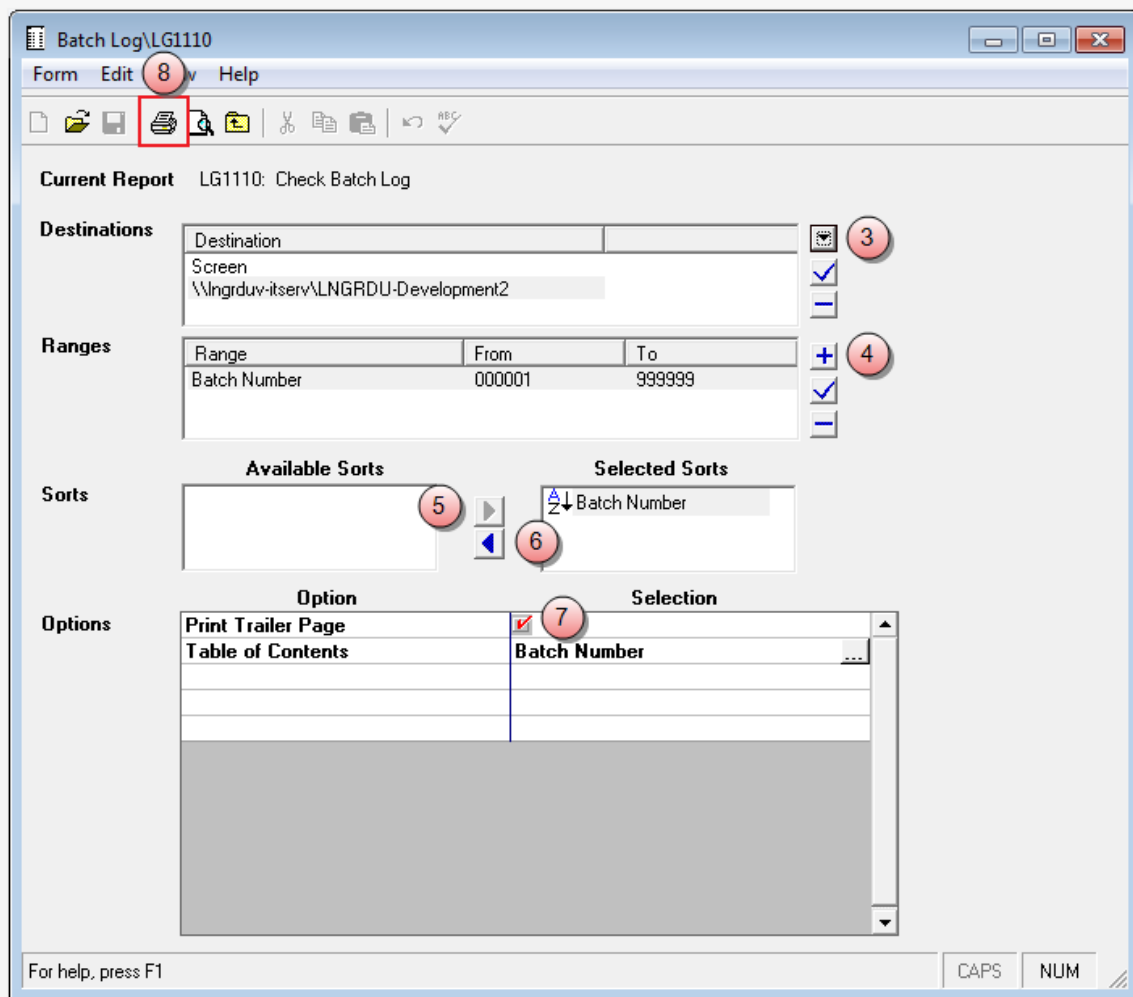 Batch Log\LG1110
Form Edit 8 Help
ABC
Current Report LG1110: Check Batch Log
Destinations
Destination
3
Screen
\\lngrduv-itserv\LNGRDU-Development2
Ranges
Range From To
4
Batch Number 000001 999999
Available Sorts Selected Sorts
Sorts
5
AZ Batch Number
6
Option Selection
Options
Print Trailer Page 7
Table of Contents Batch Number ...
For help, press F1 CAPS NUM